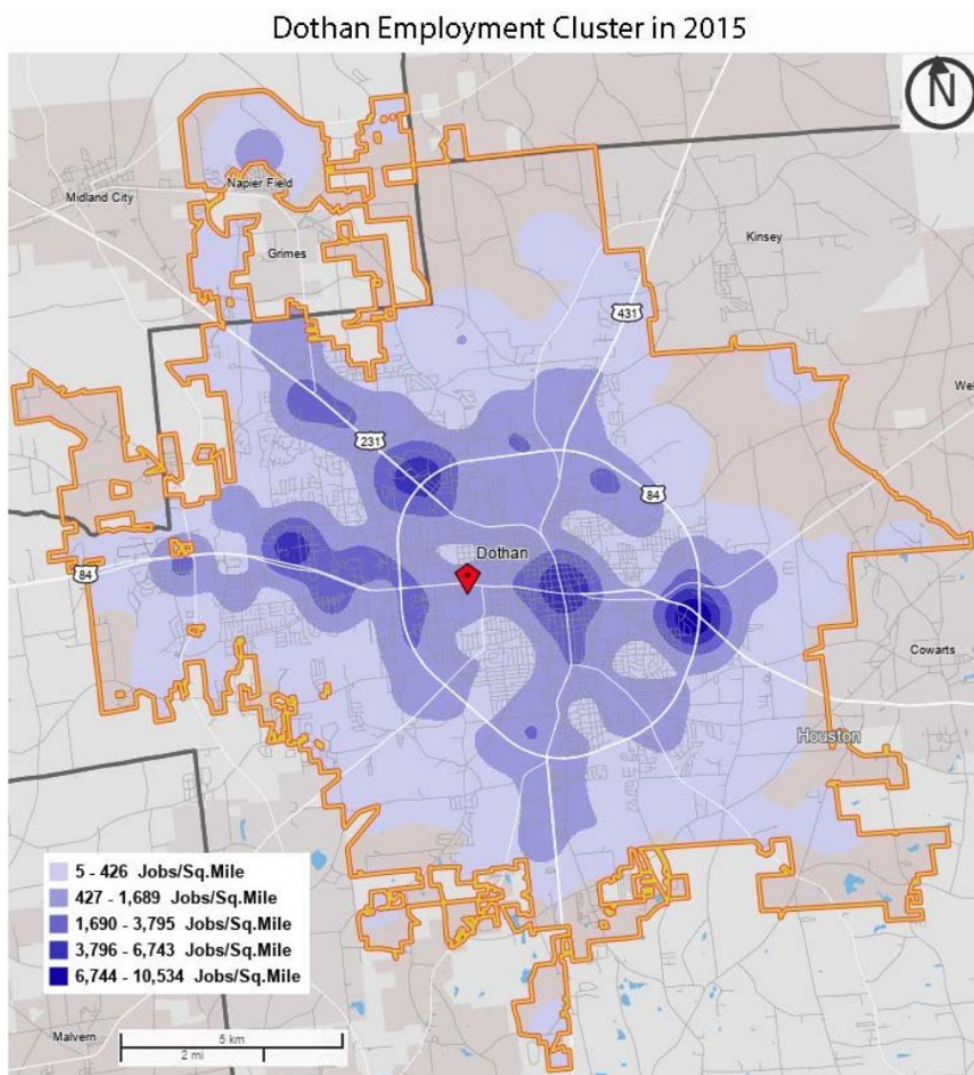 Dothan Employment Cluster in 2015
N
Midland City
Napier Field
Grimes
Kinsey
431
231
84
Dothan
84
Cowarts
Houston
5 - 426 Jobs/Sq.Mile
427 - 1,689 Jobs/Sq.Mile
1,690 - 3,795 Jobs/Sq.Mile
3,796 - 6,743 Jobs/Sq.Mile
6,744 - 10,534 Jobs/Sq.Mile
Malvern
5 km
2 mi